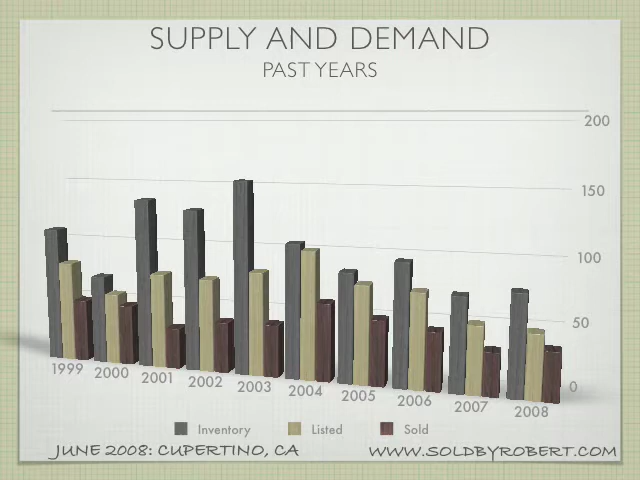 SUPPLY AND DEMAND
PAST YEARS
200
150
100
50
0
1999 2000 2001 2002 2003 2004 2005 2006 2007 2008
Inventory Listed Sold
JUNE 2008: CUPERTINO, CA WWW.SOLDBYROBERT.COM